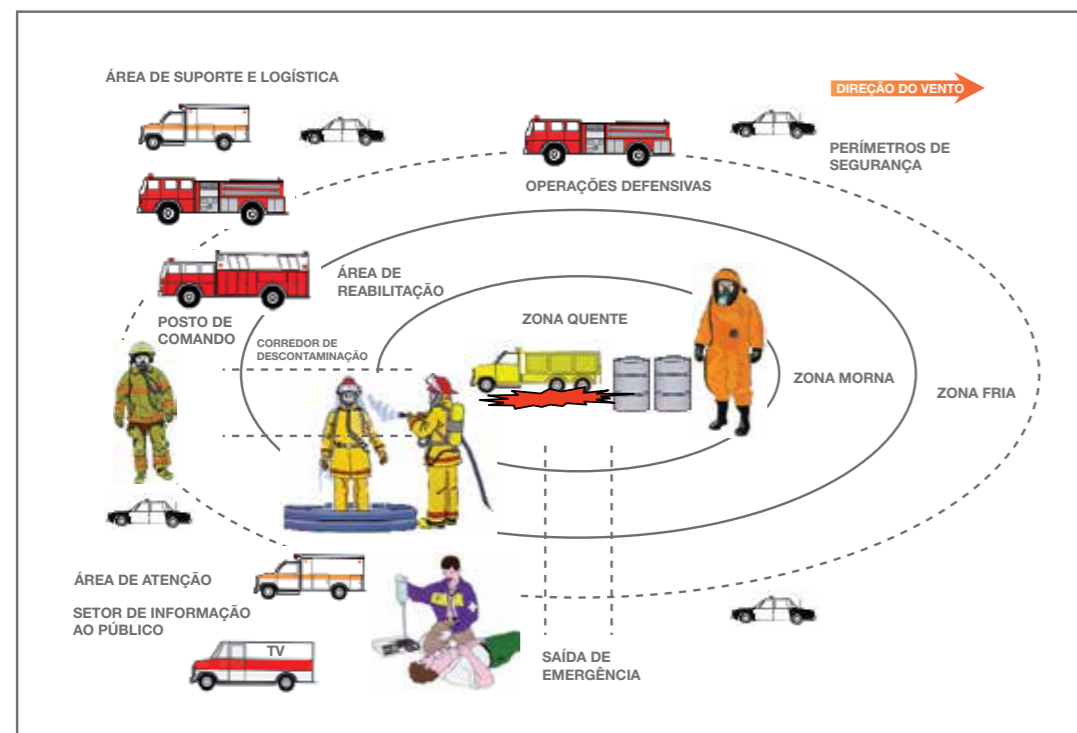 ÁREA DE SUPORTE E LOGÍSTICA
DIREÇÃO DO VENTO
PERÍMETROS DE
SEGURANÇA
OPERAÇÕES DEFENSIVAS
ÁREA DE
REABILITAÇÃO
POSTO DE
COMANDO
ZONA QUENTE
CORREDOR DE
DESCONTAMINAÇÃO
ZONA MORNA
ZONA FRIA
ÁREA DE ATENÇÃO
SETOR DE INFORMAÇÃO
AO PÚBLICO
TV
SAÍDA DE
EMERGÊNCIA